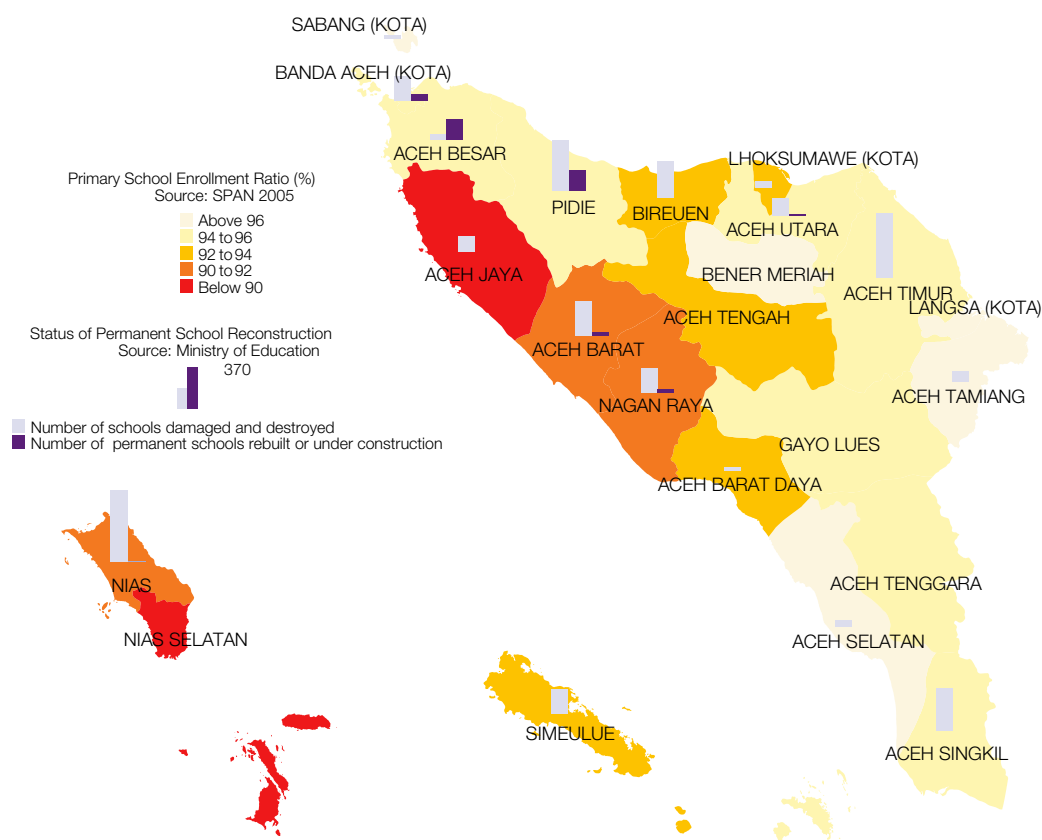 SABANG (KOTA)
BANDA ACEH (KOTA)
ACEH BESAR
LHOKSUMAWE (KOTA)
Primary School Enrollment Ratio (%)
Source: SPAN 2005
Above 96
94 to 96
92 to 94
90 to 92
Below 90
PIDIE
BIREUEN
ACEH UTARA
ACEH JAYA
BENER MERIAH
ACEH TIMUR
LANGSA (KOTA)
ACEH TENGAH
Status of Permanent School Reconstruction
Source: Ministry of Education
370
ACEH BARAT
ACEH TAMIANG
NAGAN RAYA
Number of schools damaged and destroyed
Number of permanent schools rebuilt or under construction
GAYO LUES
ACEH BARAT DAYA
NIAS
ACEH TENGGARA
NIAS SELATAN
ACEH SELATAN
SIMEULUE
ACEH SINGKIL